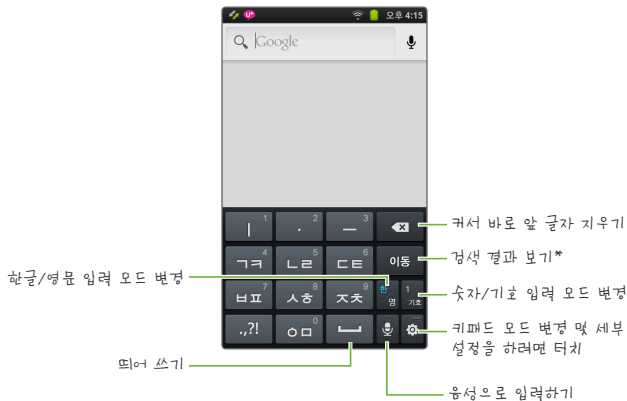 U+ 오후 4:15
Google
ㅣ 1 · 2 ㅡ 3
커서 바로 앞 글자 지우기
ㄱㅋ 4 ㄴㄹ 5 ㄷㅌ 6 이동
검색 결과 보기*
한글/영문 입력 모드 변경
ㅂㅍ 7 ㅅㅎ 8 ㅈㅊ 9 한 영 1 기호
숫자/기호 입력 모드 변경
.,?! ㅇㅁ 0
키패드 모드 변경 및 세부
설정을 하려면 터치
띄어 쓰기
음성으로 입력하기